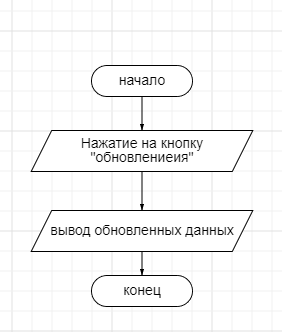 начало
Нажатие на кнопку
"обновлениеия"
вывод обновленных данных
конец